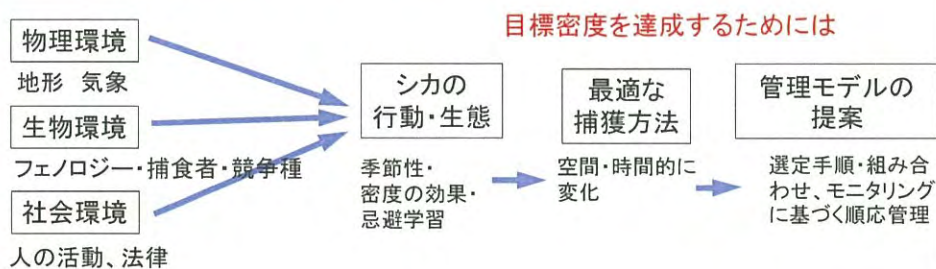 目標密度を達成するためには
物理環境
地形 気象
生物環境
フェノロジー・捕食者・競争種
社会環境
人の活動、法律
シカの
行動・生態
季節性・
密度の効果・
忌避学習
最適な
捕獲方法
空間・時間的に
変化
管理モデルの
提案
選定手順・組み合
わせ、モニタリング
に基づく順応管理